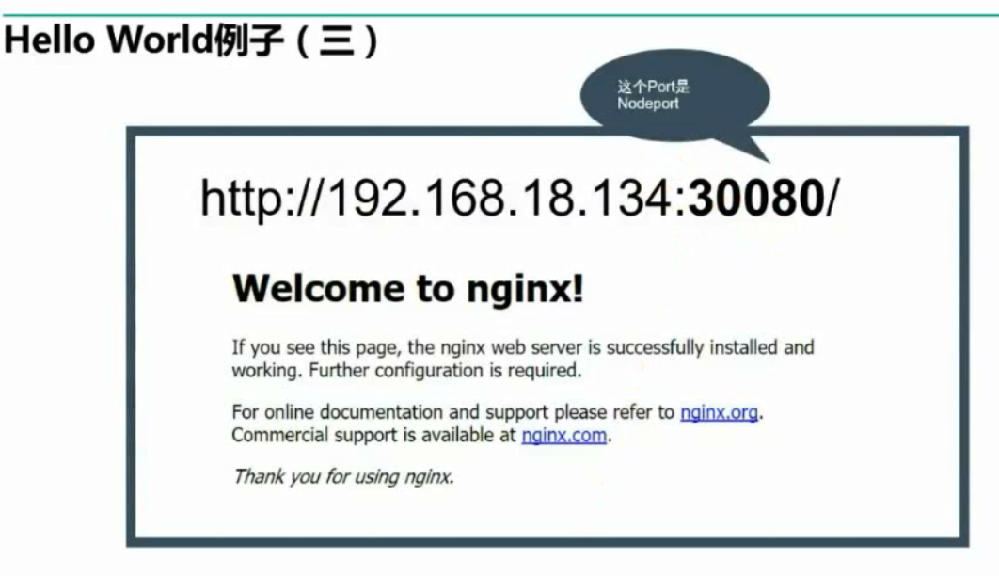 Hello World例子（三）
这个Port是
Nodeport
http://192.168.18.134:30080/
Welcome to nginx!
If you see this page, the nginx web server is successfully installed and
working. Further configuration is required.
For online documentation and support please refer to nginx.org.
Commercial support is available at nginx.com.
Thank you for using nginx.